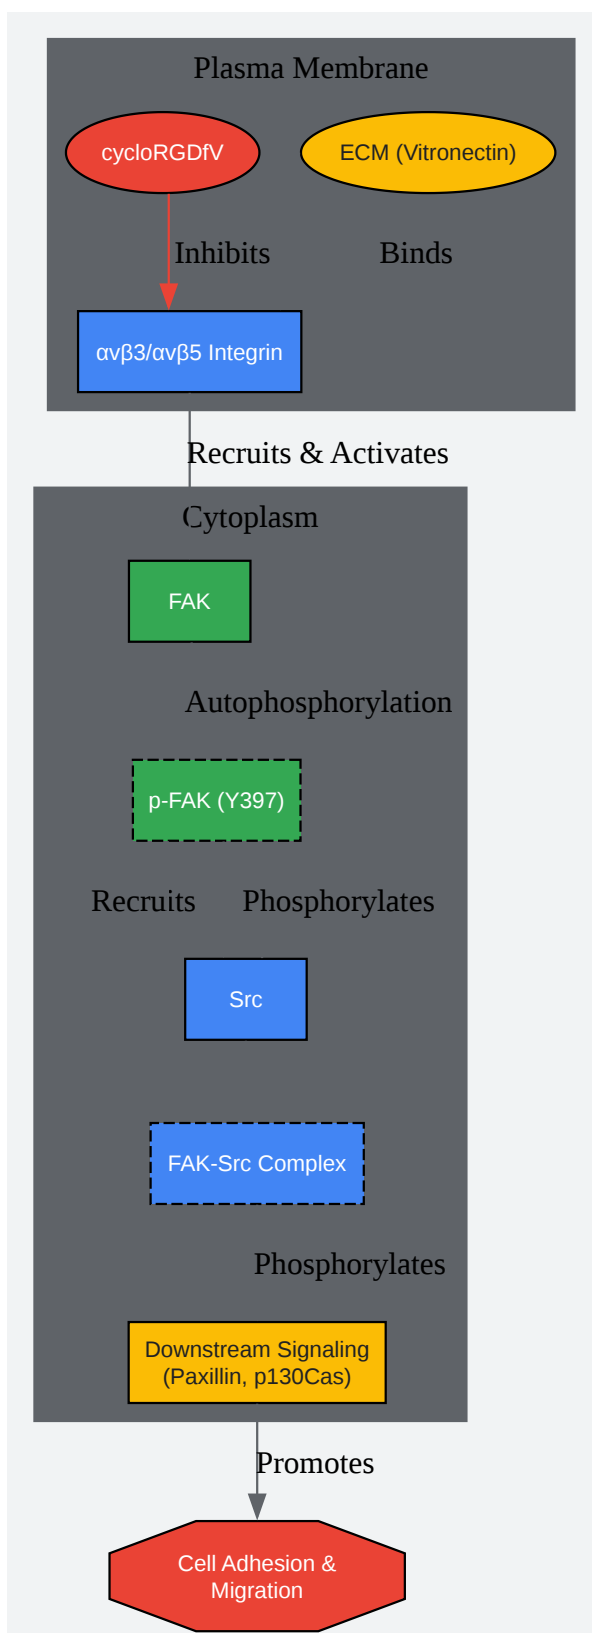 Plasma Membrane
cycloRGDfV
ECM (Vitronectin)
Inhibits
Binds
αvβ3/αvβ5 Integrin
Recruits & Activates
Cytoplasm
FAK
Autophosphorylation
p-FAK (Y397)
Recruits
Phosphorylates
Src
FAK-Src Complex
Phosphorylates
Downstream Signaling
(Paxillin, p130Cas)
Promotes
Cell Adhesion &
Migration